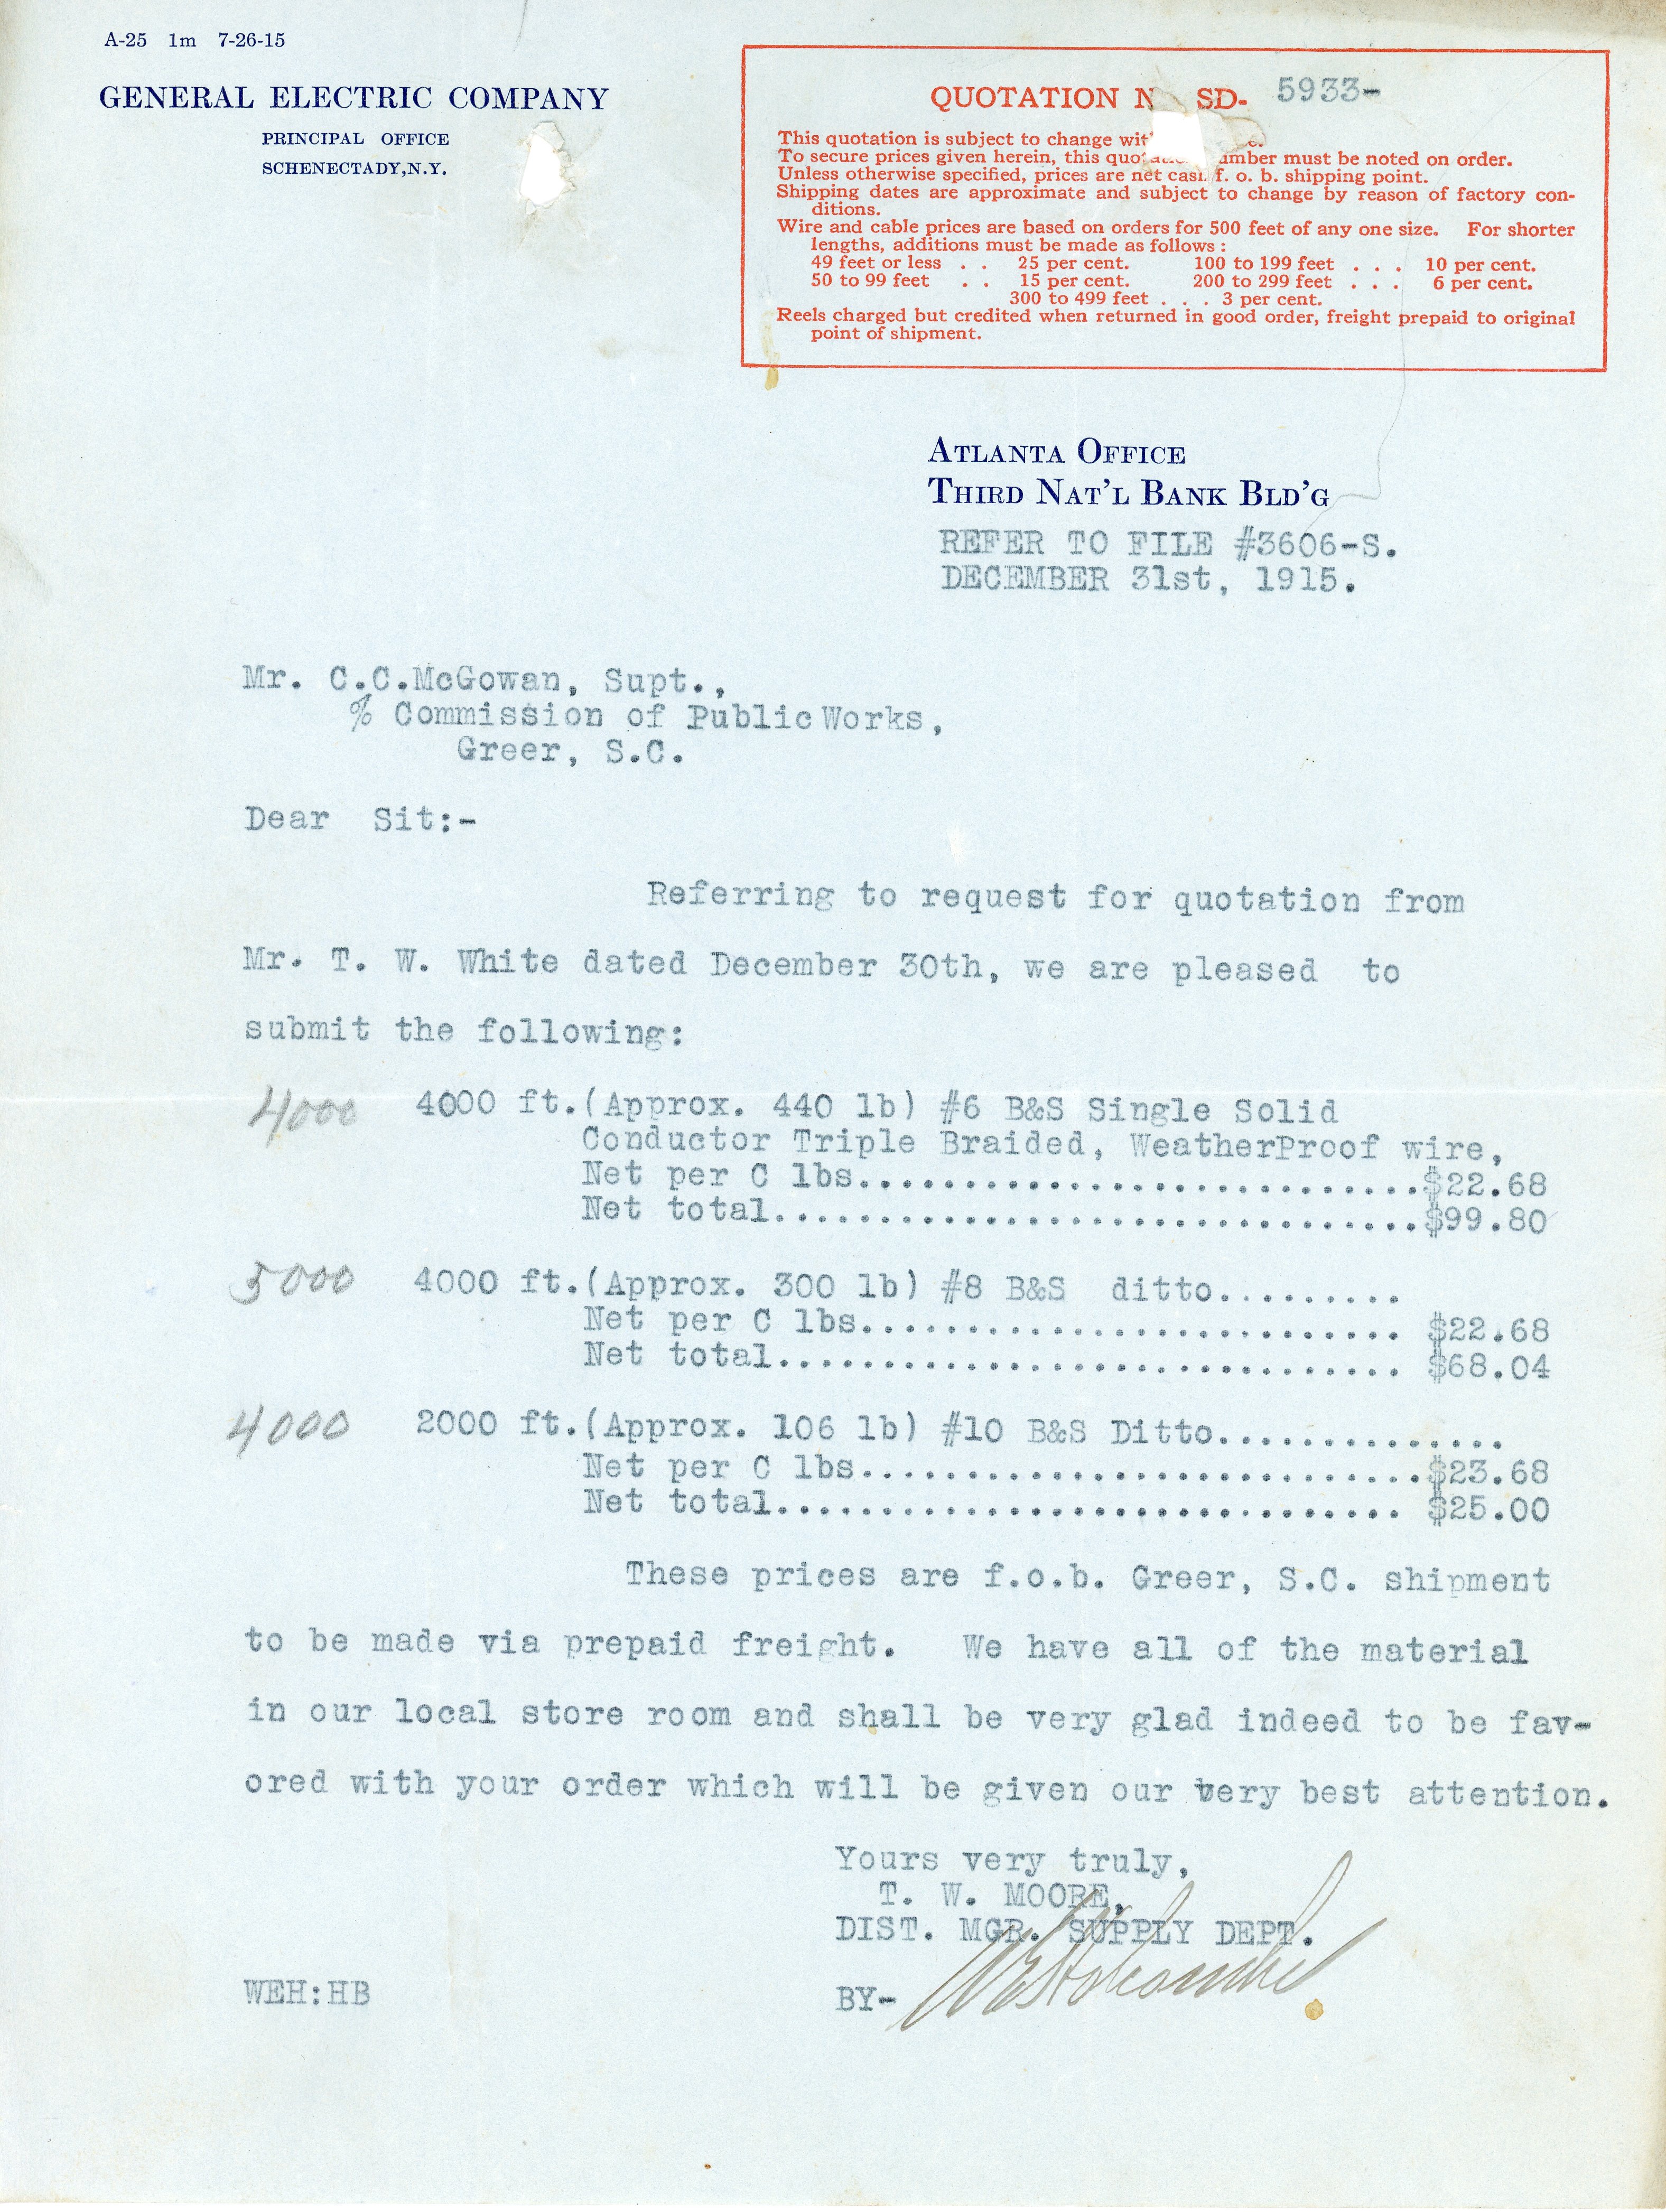 A-25 1m 7-26-15
GENERAL ELECTRIC COMPANY
PRINCIPAL OFFICE
SCHENECTADY, N.Y.
QUOTATION N SD- 5933-
This quotation is subject to change
To secure prices given herein, this must be noted on order.
Unless otherwise specified, prices are net cash f. o. b. shipping point.
Shipping dates are approximate and subject to change by reason of factory con-
ditions.
Wire and cable prices are based on orders for 500 feet of any one size. For shorter
lengths, additions must be made as follows:
49 feet or less . . 25 per cent. 100 to 199 feet . . . 10 per cent.
50 to 99 feet . . 15 per cent. 200 to 299 feet . . . 6 per cent.
300 to 499 feet . . . 3 per cent.
Reels charged but credited when returned in good order, freight prepaid to original
point of shipment.
ATLANTA OFFICE
THIRD NAT'L BANK BLD'G
REFER TO FILE #3606-S.
DECEMBER 31st, 1915.
Mr. C.C.McGowan, Supt.,
% Commission of PublicWorks,
Greer, S.C.
Dear Sit:-
Referring to request for quotation from
Mr. T. W. White dated December 30th, we are pleased to
submit the following:
4000 4000 ft.(Approx. 440 lb) #6 B&S Single Solid
Conductor Triple Braided, WeatherProof wire,
Net per C lbs...........................$22.68
Net total...............................$99.80
5000 4000 ft.(Approx. 300 lb) #8 B&S ditto.........
Net per C lbs.......................... $22.68
Net total.............................. $68.04
4000 2000 ft.(Approx. 106 lb) #10 B&S Ditto..............
Net per C lbs...........................$23.68
Net total.............................. $25.00
These prices are f.o.b. Greer, S.C. shipment
to be made via prepaid freight. We have all of the material
in our local store room and shall be very glad indeed to be fav-
ored with your order which will be given our very best attention.
Yours very truly,
T. W. MOORE,
DIST. MGR. SUPPLY DEPT.
WEH:HB BY-